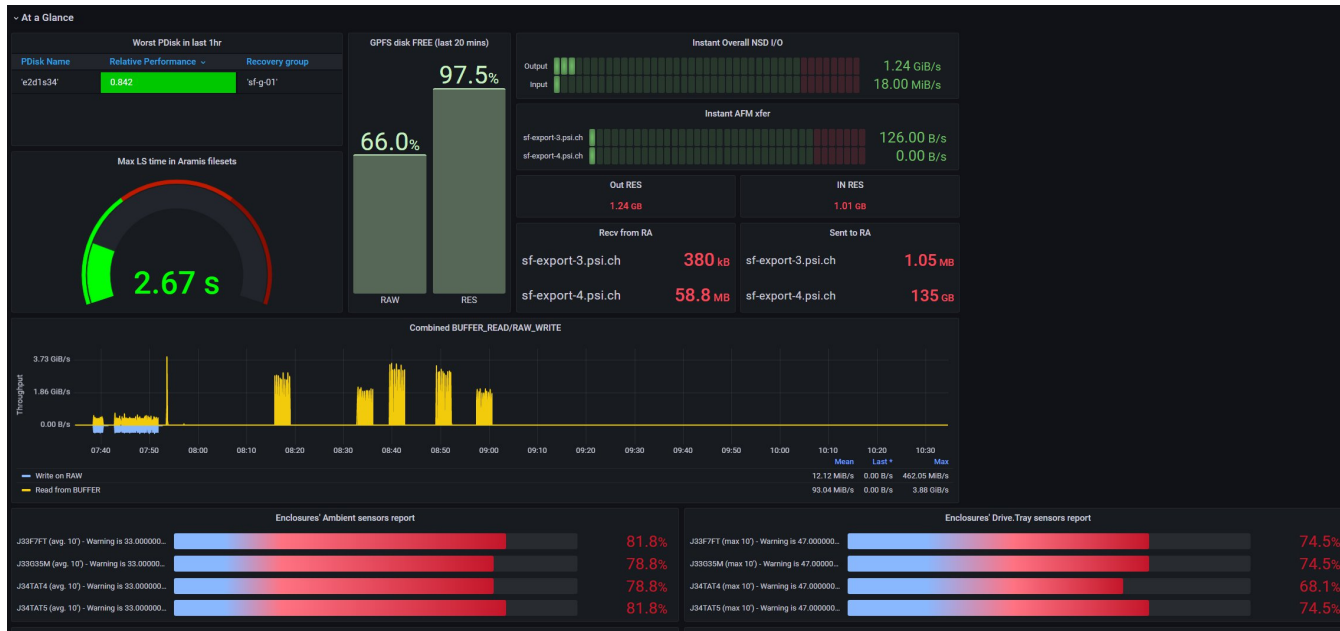 At a Glance
Worst PDisk in last 1hr
PDisk Name Relative Performance Recovery group
'e2d1s34' 0.842 'sf-g-01'
Max LS time in Aramis filesets
2.67 s
GPFS disk FREE (last 20 mins)
66.0% 97.5%
RAW RES
Instant Overall NSD I/O
Output 1.24 GiB/s
Input 18.00 MiB/s
Instant AFM xfer
sf-export-3.psi.ch 126.00 B/s
sf-export-4.psi.ch 0.00 B/s
Out RES
1.24 GB
IN RES
1.01 GB
Recv from RA
sf-export-3.psi.ch 380 kB
sf-export-4.psi.ch 58.8 MB
Sent to RA
sf-export-3.psi.ch 1.05 MB
sf-export-4.psi.ch 135 GB
Combined BUFFER_READ/RAW_WRITE
Throughput
3.73 GiB/s
1.86 GiB/s
0.00 B/s
07:40 07:50 08:00 08:10 08:20 08:30 08:40 08:50 09:00 09:10 09:20 09:30 09:40 09:50 10:00 10:10 10:20 10:30
Mean Last * Max
Write on RAW 12.12 MiB/s 0.00 B/s 462.05 MiB/s
Read from BUFFER 93.04 MiB/s 0.00 B/s 3.88 GiB/s
Enclosures' Ambient sensors report
J33F7FT (avg. 10') - Warning is 33.000000... 81.8%
J33G35M (avg. 10') - Warning is 33.00000... 78.8%
J34TAT4 (avg. 10') - Warning is 33.000000... 78.8%
J34TAT5 (avg. 10') - Warning is 33.000000... 81.8%
Enclosures' Drive.Tray sensors report
J33F7FT (max 10') - Warning is 47.000000... 74.5%
J33G35M (max 10') - Warning is 47.00000... 74.5%
J34TAT4 (max 10') - Warning is 47.000000... 68.1%
J34TAT5 (max 10') - Warning is 47.000000... 74.5%